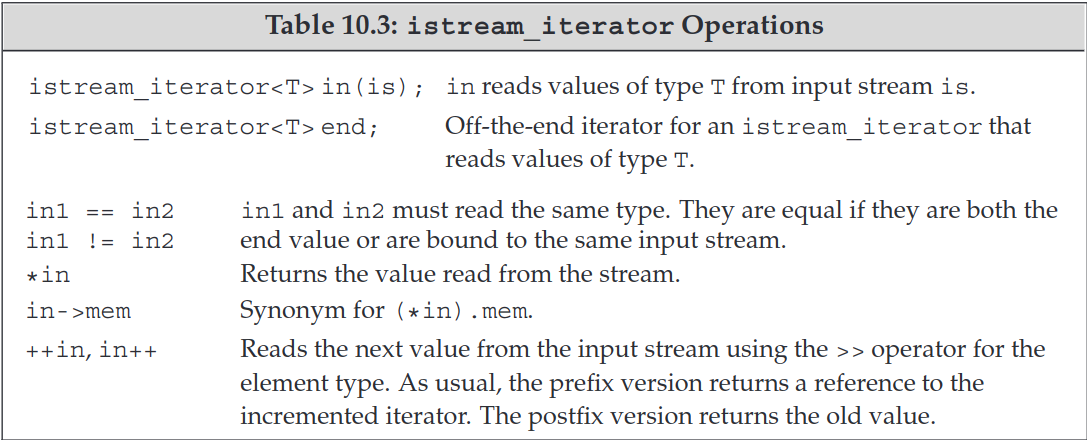 Table 10.3: istream_iterator Operations
istream_iterator<T> in(is); in reads values of type T from input stream is.
istream_iterator<T> end; Off-the-end iterator for an istream_iterator that
reads values of type T.
in1 == in2 in1 and in2 must read the same type. They are equal if they are both the
in1 != in2 end value or are bound to the same input stream.
*in Returns the value read from the stream.
in->mem Synonym for (*in).mem.
++in, in++ Reads the next value from the input stream using the >> operator for the
element type. As usual, the prefix version returns a reference to the
incremented iterator. The postfix version returns the old value.